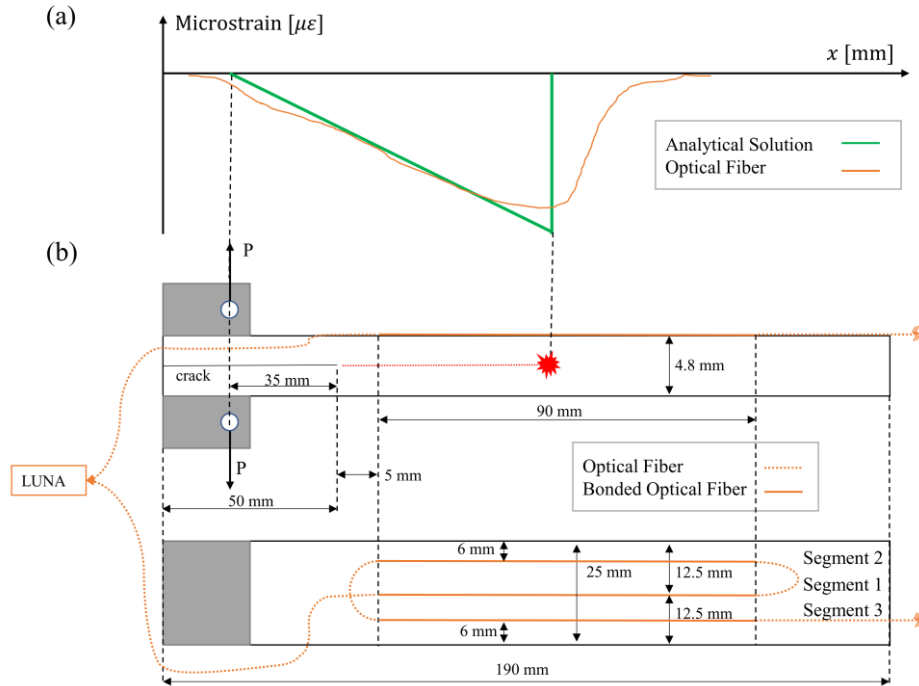 (a)
Microstrain [με]
x [mm]
Analytical Solution
Optical Fiber
(b)
P
crack
35 mm
4.8 mm
90 mm
P
LUNA
5 mm
50 mm
Optical Fiber
Bonded Optical Fiber
6 mm
25 mm
12.5 mm
Segment 2
Segment 1
Segment 3
12.5 mm
6 mm
190 mm